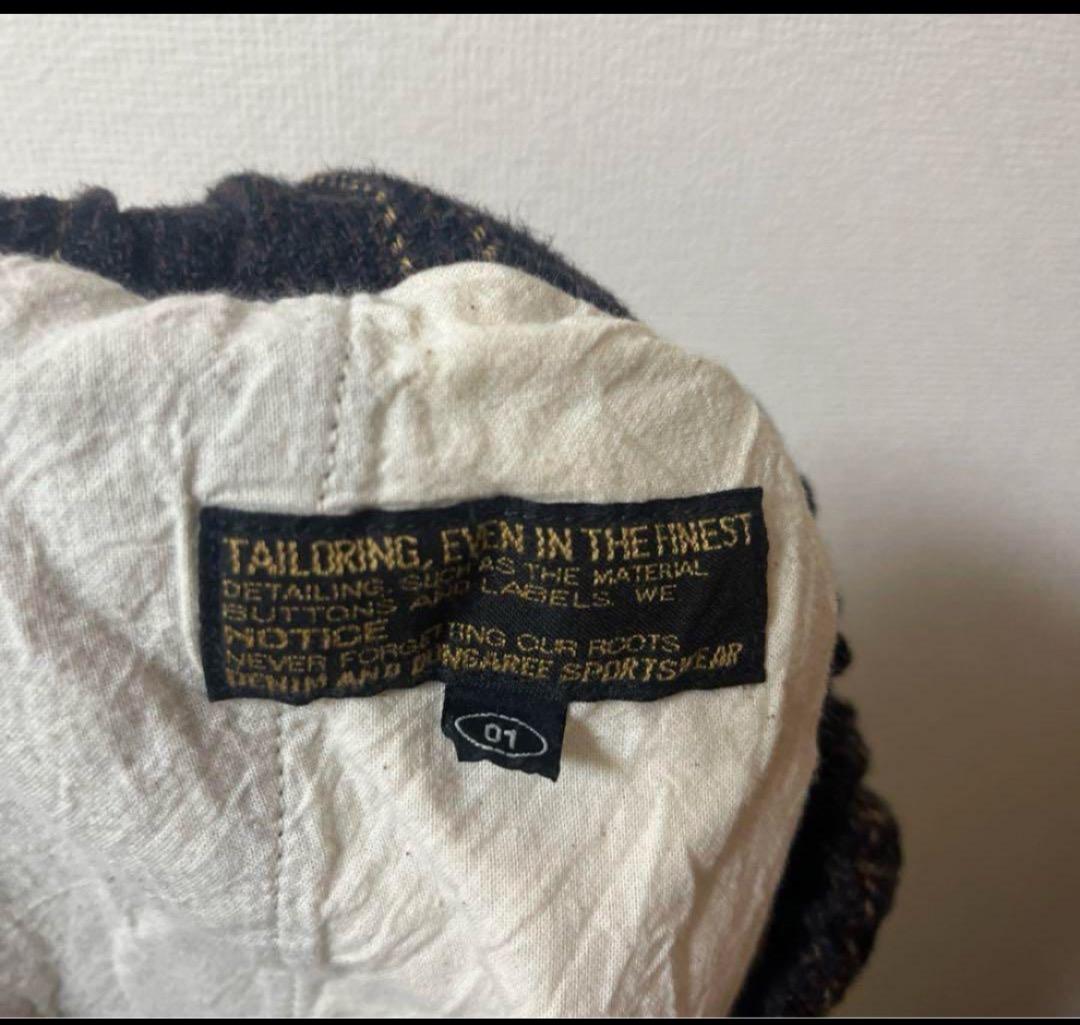 TAILORING, EVEN IN THE FINEST
DETAILING, SUCH AS THE MATERIAL
BUTTONS AND LABELS. WE
NOTICE
NEVER FORGETTING OUR ROOTS
DENIM AND DUNGAREE SPORTSWEAR
01